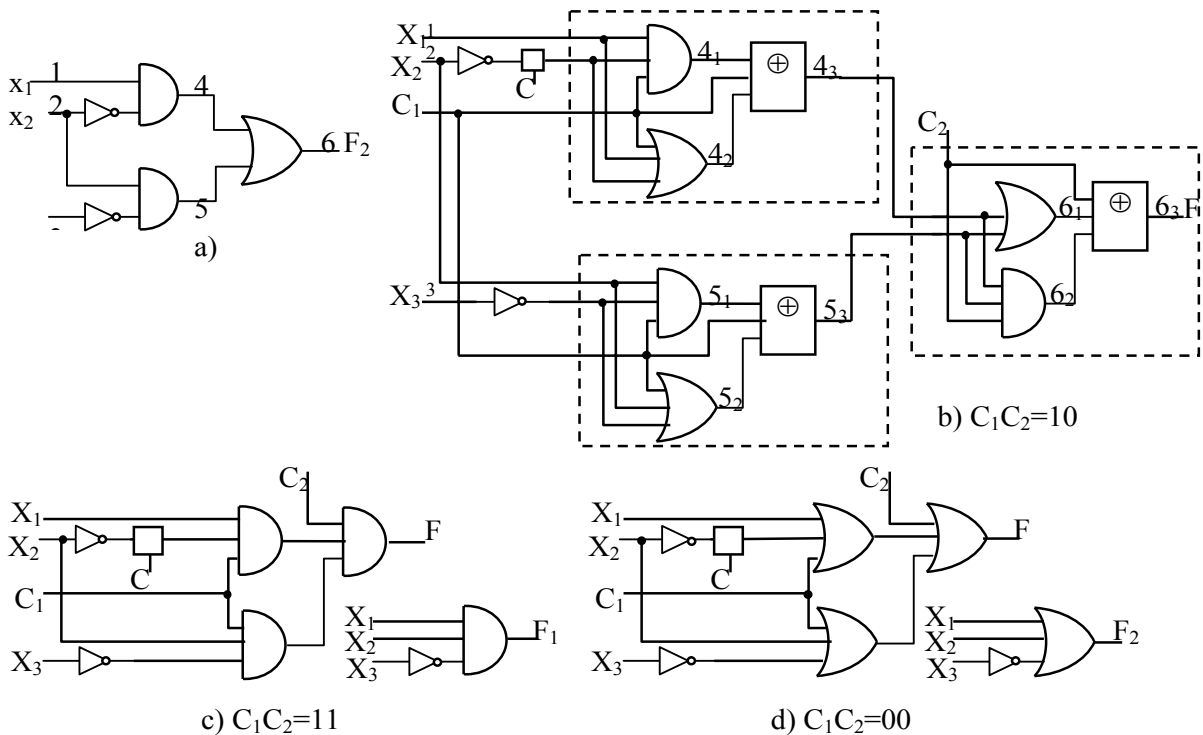 x₁ 1
x₂ 2
4
5
6 F₂
a)
X₁ 1
X₂ 2
C
C₁
4₁
4₂
⊕
4₃
X₃ 3
5₁
5₂
⊕
5₃
C₂
6₁
6₂
⊕
6₃ F
b) C₁C₂=10
C₂
X₁
X₂
C
F
C₁
X₃
X₁
X₂
X₃
F₁
c) C₁C₂=11
C₂
X₁
X₂
C
F
C₁
X₃
X₁
X₂
X₃
F₂
d) C₁C₂=00